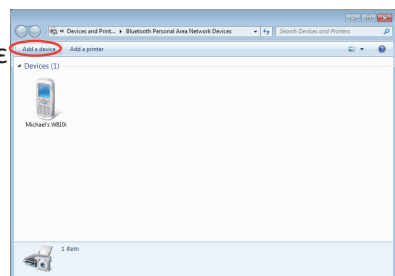 « Devices and Print... ▸ Bluetooth Personal Area Network Devices
Search Devices and Printers
Add a device Add a printer
Devices (1)
Michael's W810i
1 item